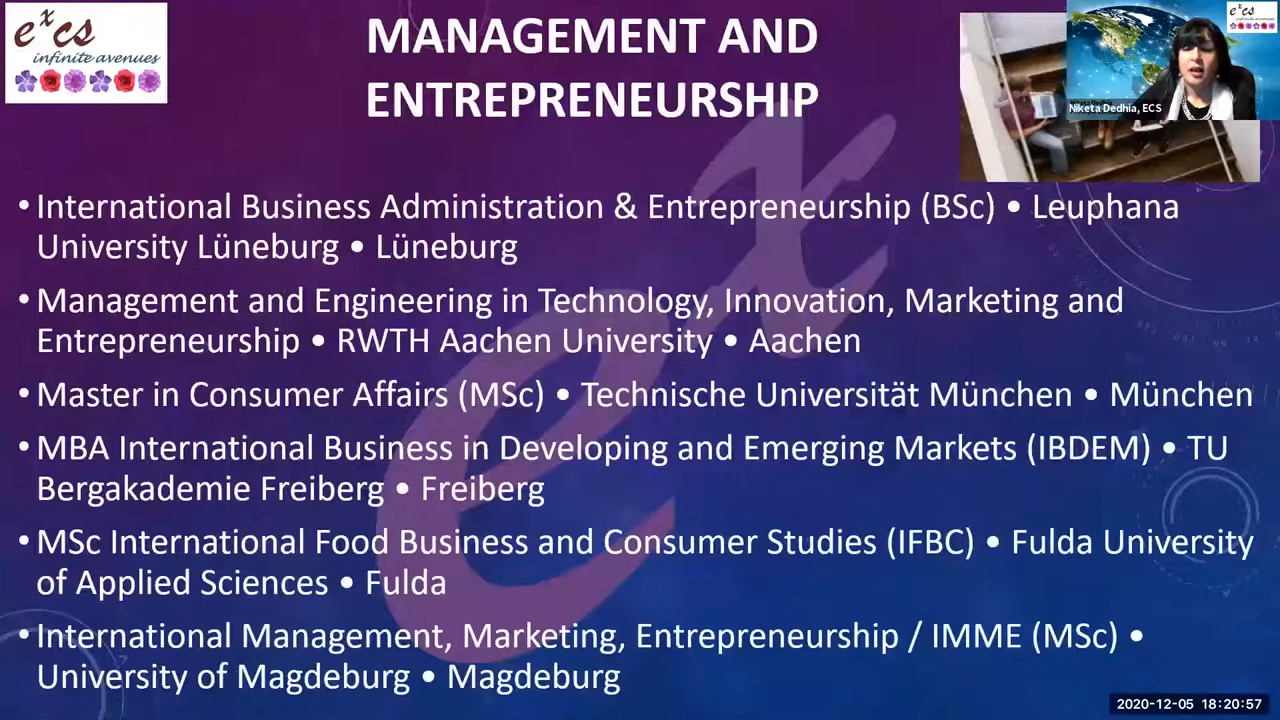 excs
infinite avenues
MANAGEMENT AND
ENTREPRENEURSHIP
Niketa Dedhia, ECS
• International Business Administration & Entrepreneurship (BSc) • Leuphana
University Lüneburg • Lüneburg
• Management and Engineering in Technology, Innovation, Marketing and
Entrepreneurship • RWTH Aachen University • Aachen
• Master in Consumer Affairs (MSc) • Technische Universität München • München
• MBA International Business in Developing and Emerging Markets (IBDEM) • TU
Bergakademie Freiberg • Freiberg
• MSc International Food Business and Consumer Studies (IFBC) • Fulda University
of Applied Sciences • Fulda
• International Management, Marketing, Entrepreneurship / IMME (MSc) •
University of Magdeburg • Magdeburg
2020-12-05 18:20:57